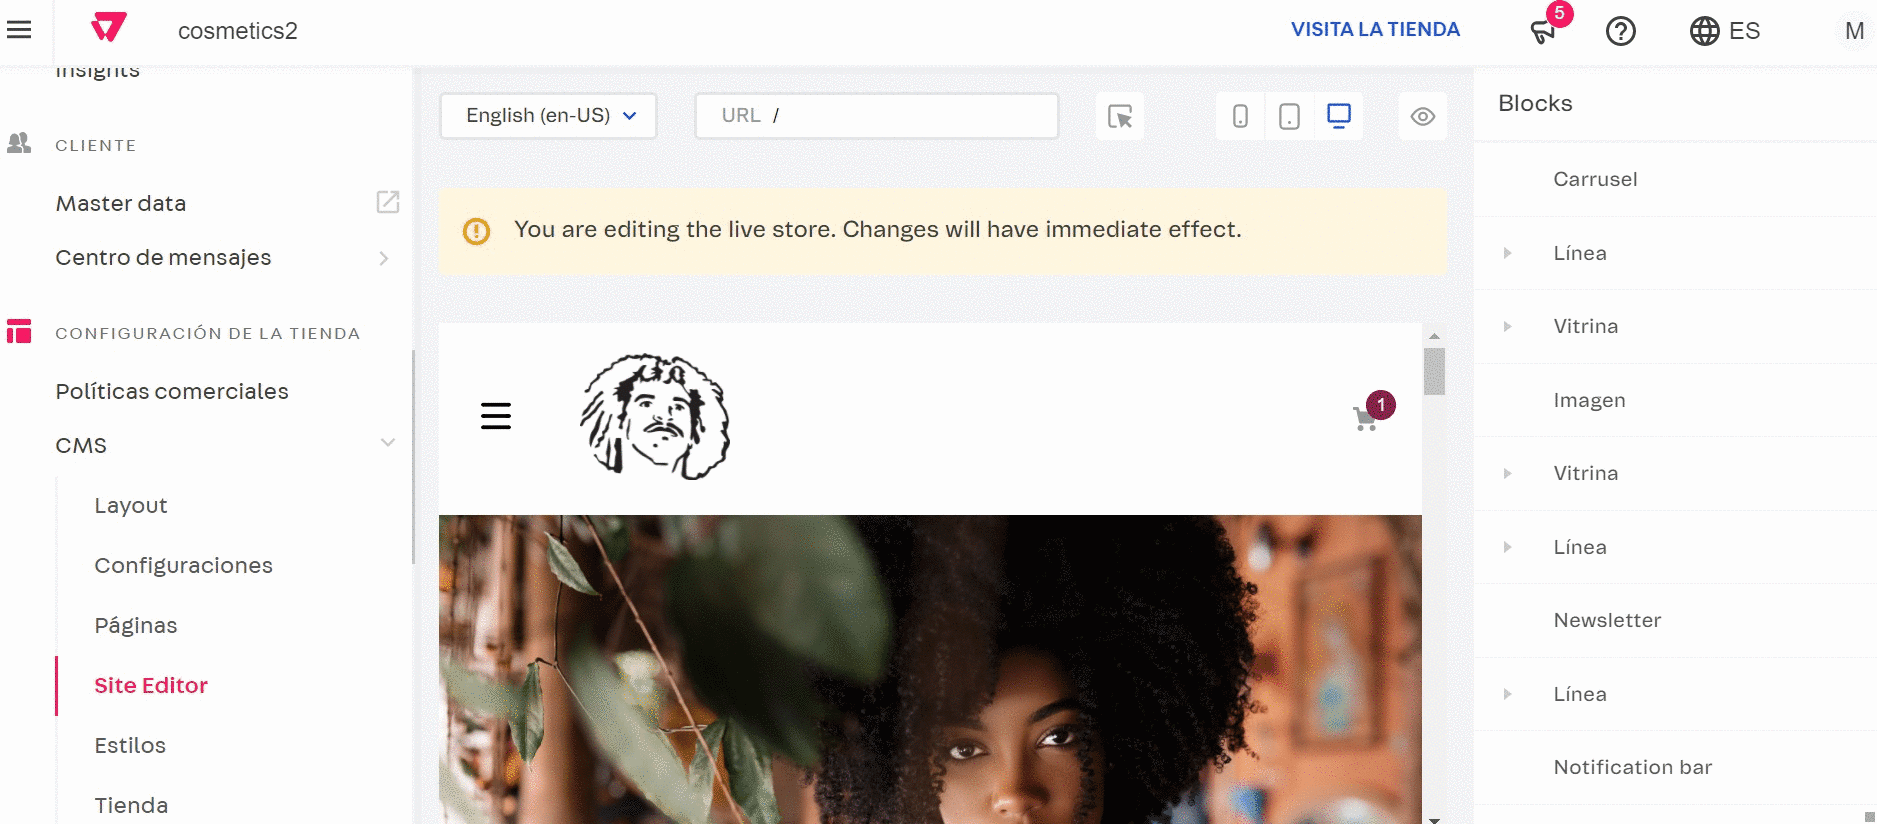 cosmetics2
VISITA LA TIENDA
5
ES
M
Insights
CLIENTE
Master data
Centro de mensajes
CONFIGURACIÓN DE LA TIENDA
Políticas comerciales
CMS
Layout
Configuraciones
Páginas
Site Editor
Estilos
Tienda
English (en-US)
URL /
You are editing the live store. Changes will have immediate effect.
1
Blocks
Carrusel
Línea
Vitrina
Imagen
Vitrina
Línea
Newsletter
Línea
Notification bar